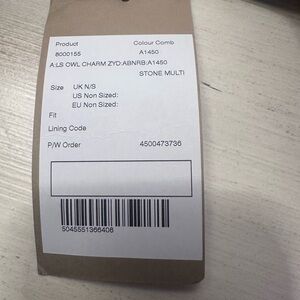 Product Colour Comb
8000155 A1450
A:LS OWL CHARM ZYD:ABNRB:A1450
STONE MULTI
Size UK N/S
US Non Sized:
EU Non Sized:
Fit
Lining Code
P/W Order 4500473736
5045551366406